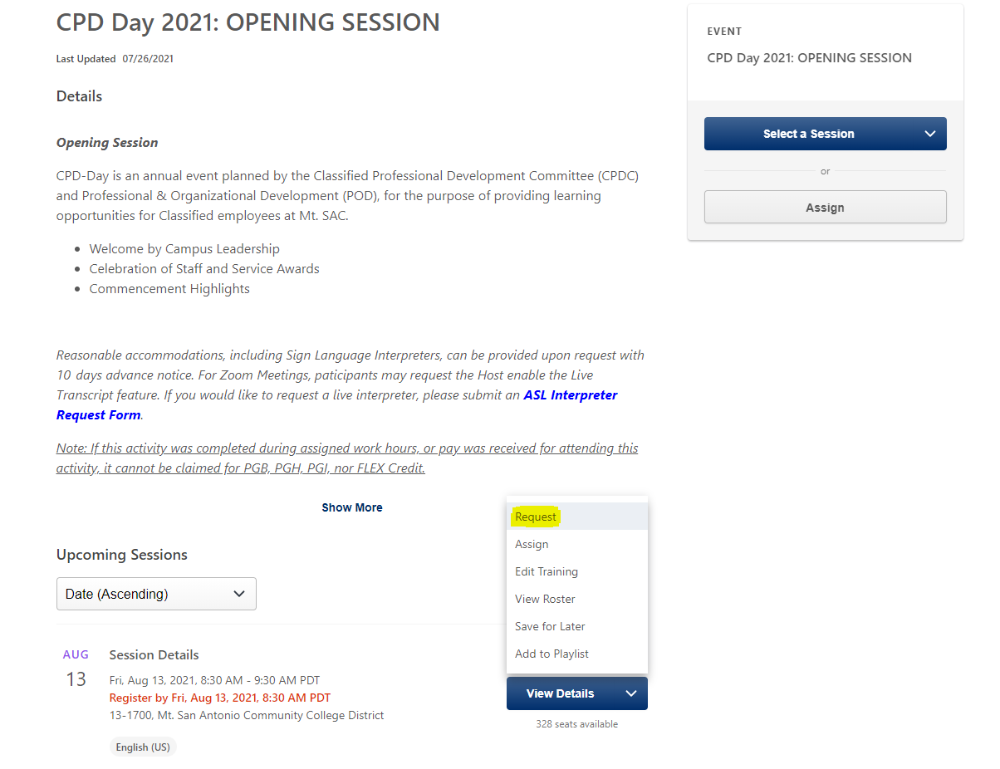 CPD Day 2021: OPENING SESSION
Last Updated 07/26/2021
Details
Opening Session
CPD-Day is an annual event planned by the Classified Professional Development Committee (CPDC)
and Professional & Organizational Development (POD), for the purpose of providing learning
opportunities for Classified employees at Mt. SAC.
• Welcome by Campus Leadership
• Celebration of Staff and Service Awards
• Commencement Highlights
Reasonable accommodations, including Sign Language Interpreters, can be provided upon request with
10 days advance notice. For Zoom Meetings, paticipants may request the Host enable the Live
Transcript feature. If you would like to request a live interpreter, please submit an ASL Interpreter
Request Form.
Note: If this activity was completed during assigned work hours, or pay was received for attending this
activity, it cannot be claimed for PGB, PGH, PGI, nor FLEX Credit.
Show More
Upcoming Sessions
Date (Ascending)
AUG
13
Session Details
Fri, Aug 13, 2021, 8:30 AM - 9:30 AM PDT
Register by Fri, Aug 13, 2021, 8:30 AM PDT
13-1700, Mt. San Antonio Community College District
English (US)
Request
Assign
Edit Training
View Roster
Save for Later
Add to Playlist
View Details
328 seats available
EVENT
CPD Day 2021: OPENING SESSION
Select a Session
or
Assign